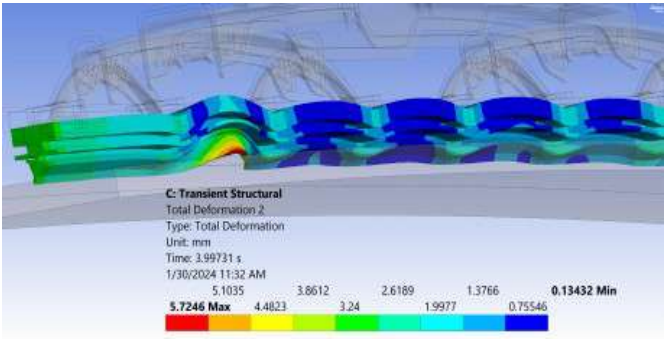 C: Transient Structural
Total Deformation 2
Type: Total Deformation
Unit: mm
Time: 3.99731 s
1/30/2024 11:32 AM
5.1035 3.8612 2.6189 1.3766 0.13432 Min
5.7246 Max 4.4823 3.24 1.9977 0.75546